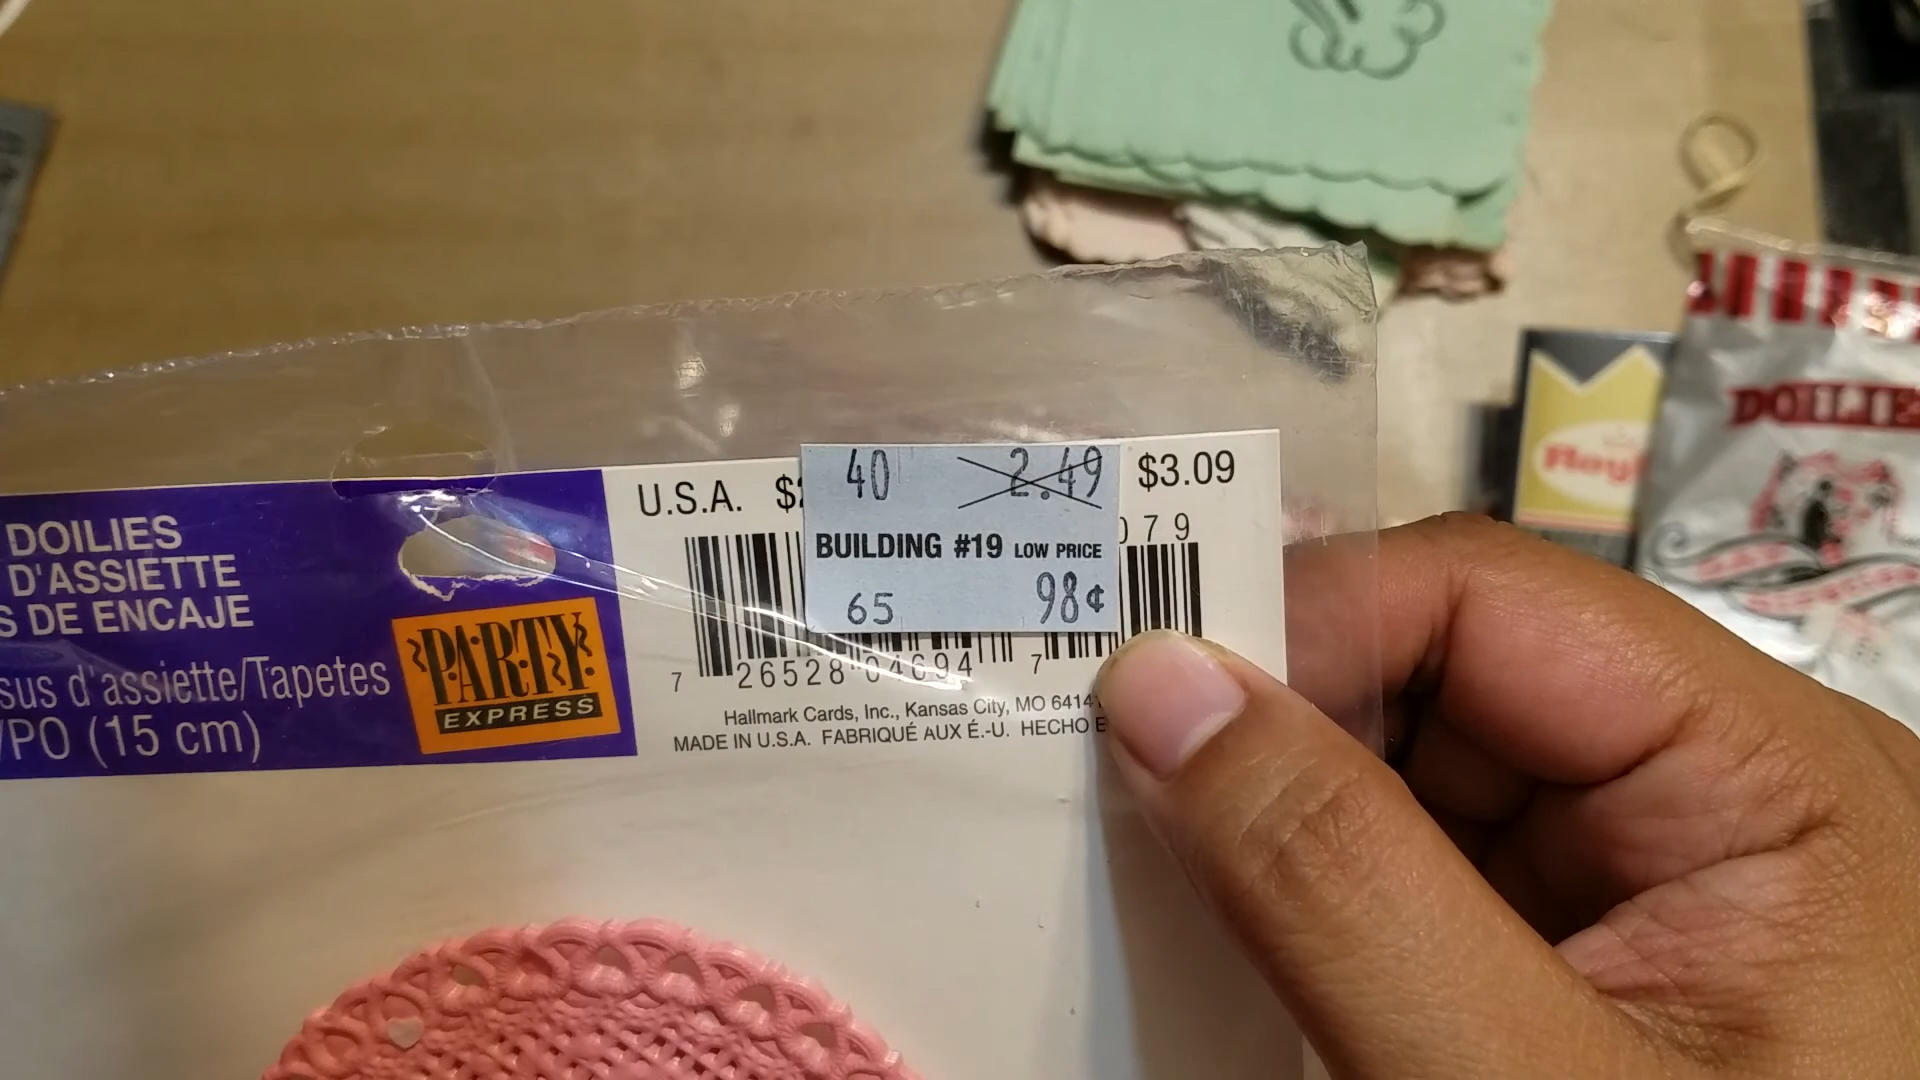 DOILIES
D'ASSIETTE
S DE ENCAJE
sus d'assiette/Tapetes
/PO (15 cm)
PARTY
EXPRESS
U.S.A. $
$3.09
40 2.49
BUILDING #19 LOW PRICE
65 98¢
079
7 26528 04694 7
Hallmark Cards, Inc., Kansas City, MO 64141
MADE IN U.S.A. FABRIQUÉ AUX É.-U. HECHO E
DOILIES